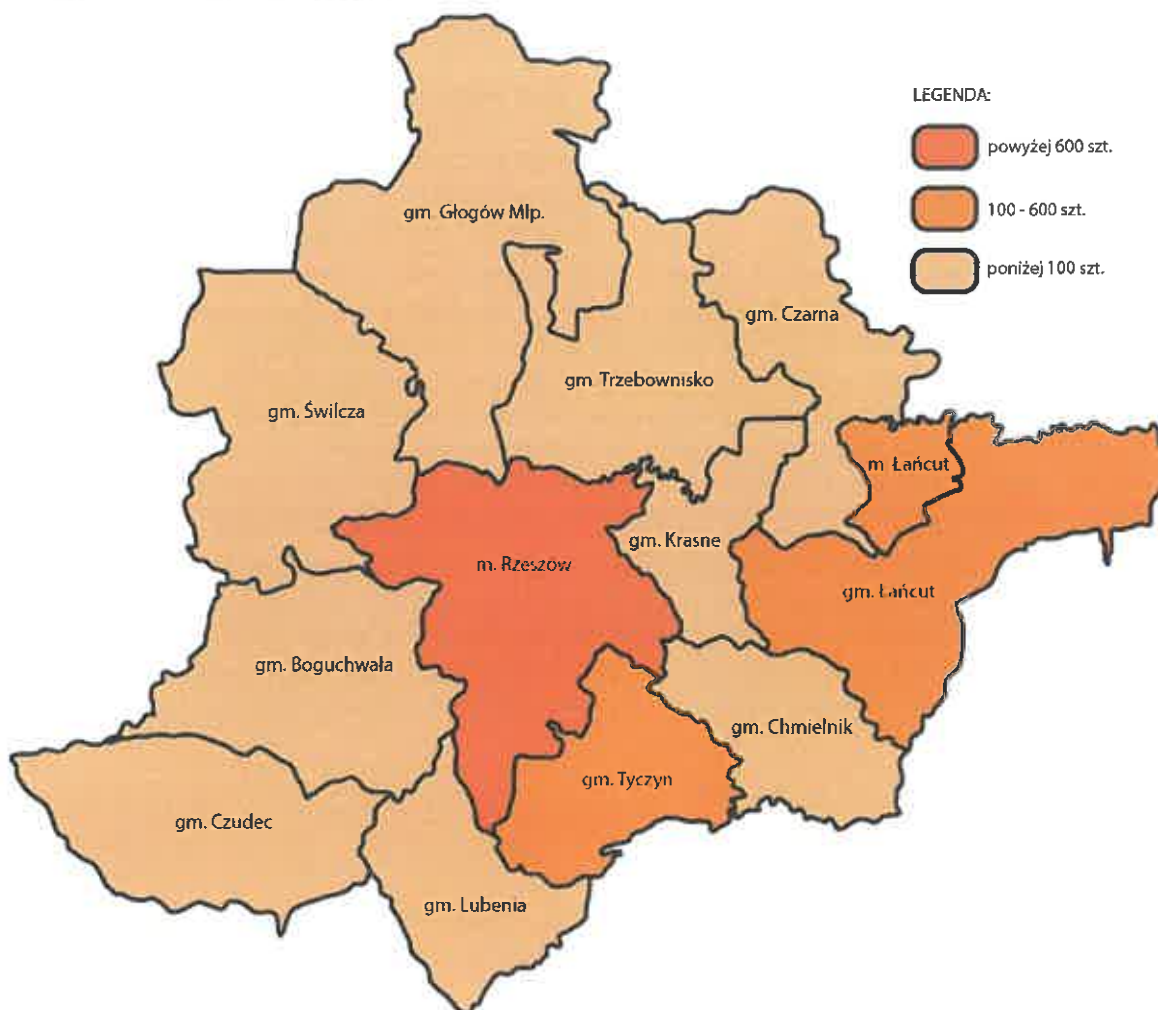 LEGENDA:
powyżej 600 szt.
100 - 600 szt.
poniżej 100 szt.
gm. Głogów Młp.
gm. Czarna
gm. Trzebownisko
gm. Świlcza
m. Łańcut
gm. Krasne
m. Rzeszów
gm. Łańcut
gm. Boguchwała
gm. Chmielnik
gm. Tyczyn
gm. Czudec
gm. Lubenia